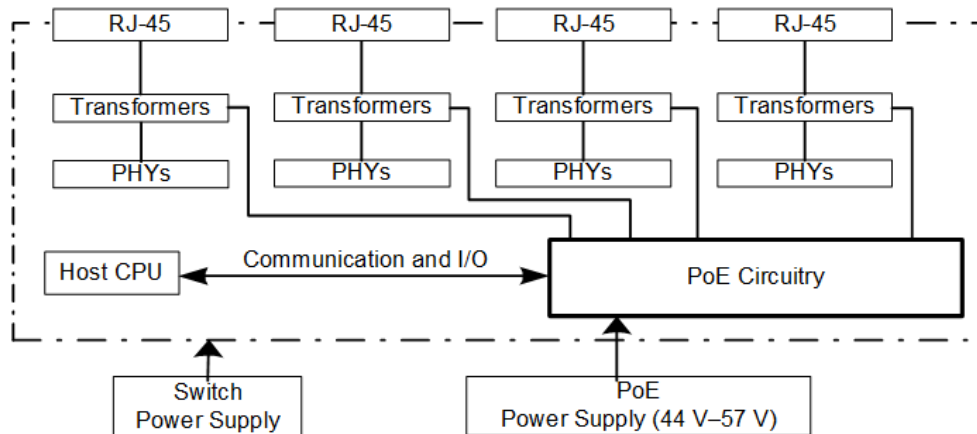 RJ-45
RJ-45
RJ-45
RJ-45
Transformers
Transformers
Transformers
Transformers
PHYs
PHYs
PHYs
PHYs
Host CPU
Communication and I/O
PoE Circuitry
Switch
Power Supply
PoE
Power Supply (44 V–57 V)